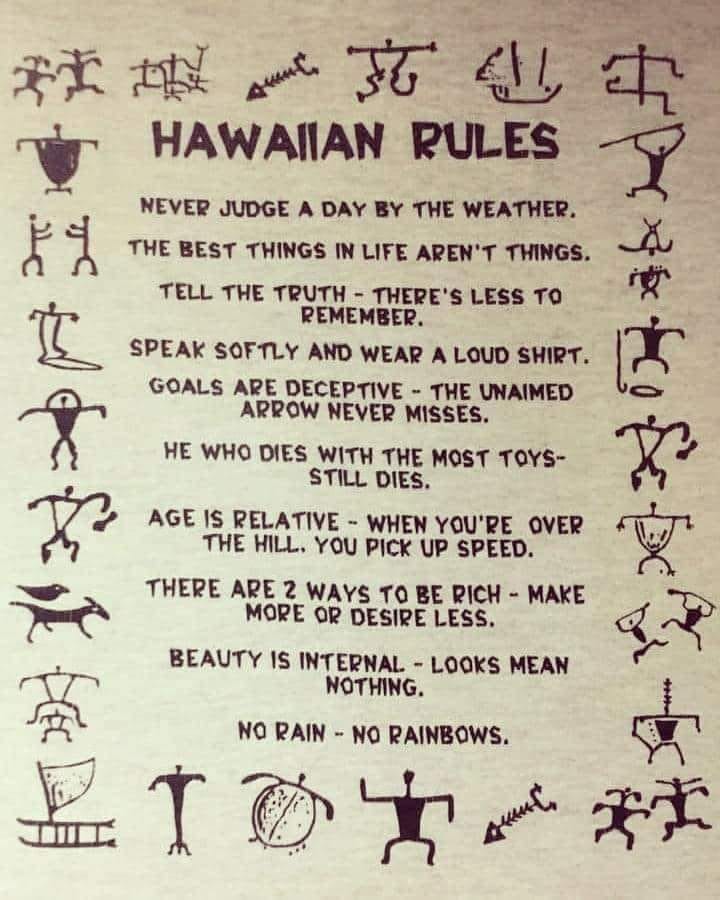 HAWAIIAN RULES
NEVER JUDGE A DAY BY THE WEATHER.
THE BEST THINGS IN LIFE AREN'T THINGS.
TELL THE TRUTH - THERE'S LESS TO
REMEMBER.
SPEAK SOFTLY AND WEAR A LOUD SHIRT.
GOALS ARE DECEPTIVE - THE UNAIMED
ARROW NEVER MISSES.
HE WHO DIES WITH THE MOST TOYS-
STILL DIES.
AGE IS RELATIVE - WHEN YOU'RE OVER
THE HILL. YOU PICK UP SPEED.
THERE ARE 2 WAYS TO BE RICH - MAKE
MORE OR DESIRE LESS.
BEAUTY IS INTERNAL - LOOKS MEAN
NOTHING.
NO RAIN - NO RAINBOWS.